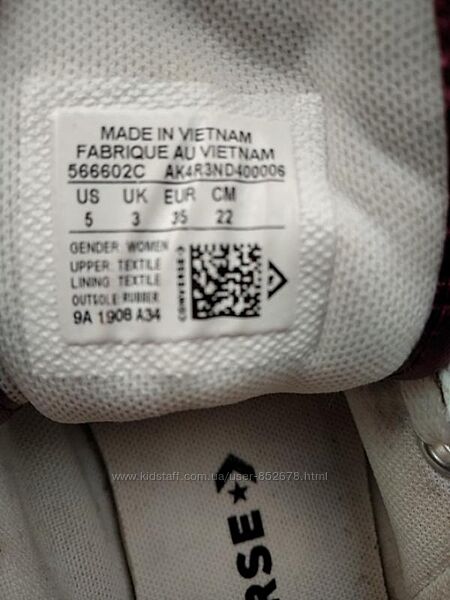 MADE IN VIETNAM
FABRIQUE AU VIETNAM
566602C AK4R3ND400006
US UK EUR CM
5 3 35 22
GENDER: WOMEN
UPPER: TEXTILE
LINING: TEXTILE
OUTSOLE: RUBBER
9A 1908 A34
CONVERSE
www.kidstaff.com.ua/user-852678.html
RSE